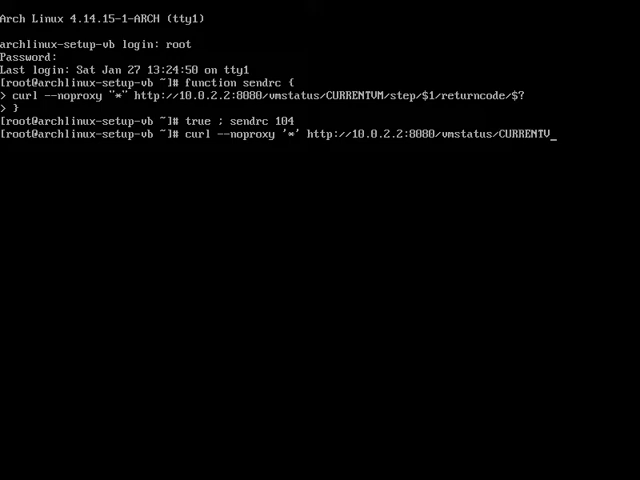 Arch Linux 4.14.15-1-ARCH (tty1)
archlinux-setup-vb login: root
Password:
Last login: Sat Jan 27 13:24:50 on tty1
[root@archlinux-setup-vb ~]# function sendrc {
> curl --noproxy "*" http://10.0.2.2:8080/vmstatus/CURRENTVM/step/$1/returncode/$?
> }
[root@archlinux-setup-vb ~]# true ; sendrc 104
[root@archlinux-setup-vb ~]# curl --noproxy '*' http://10.0.2.2:8080/vmstatus/CURRENTV_